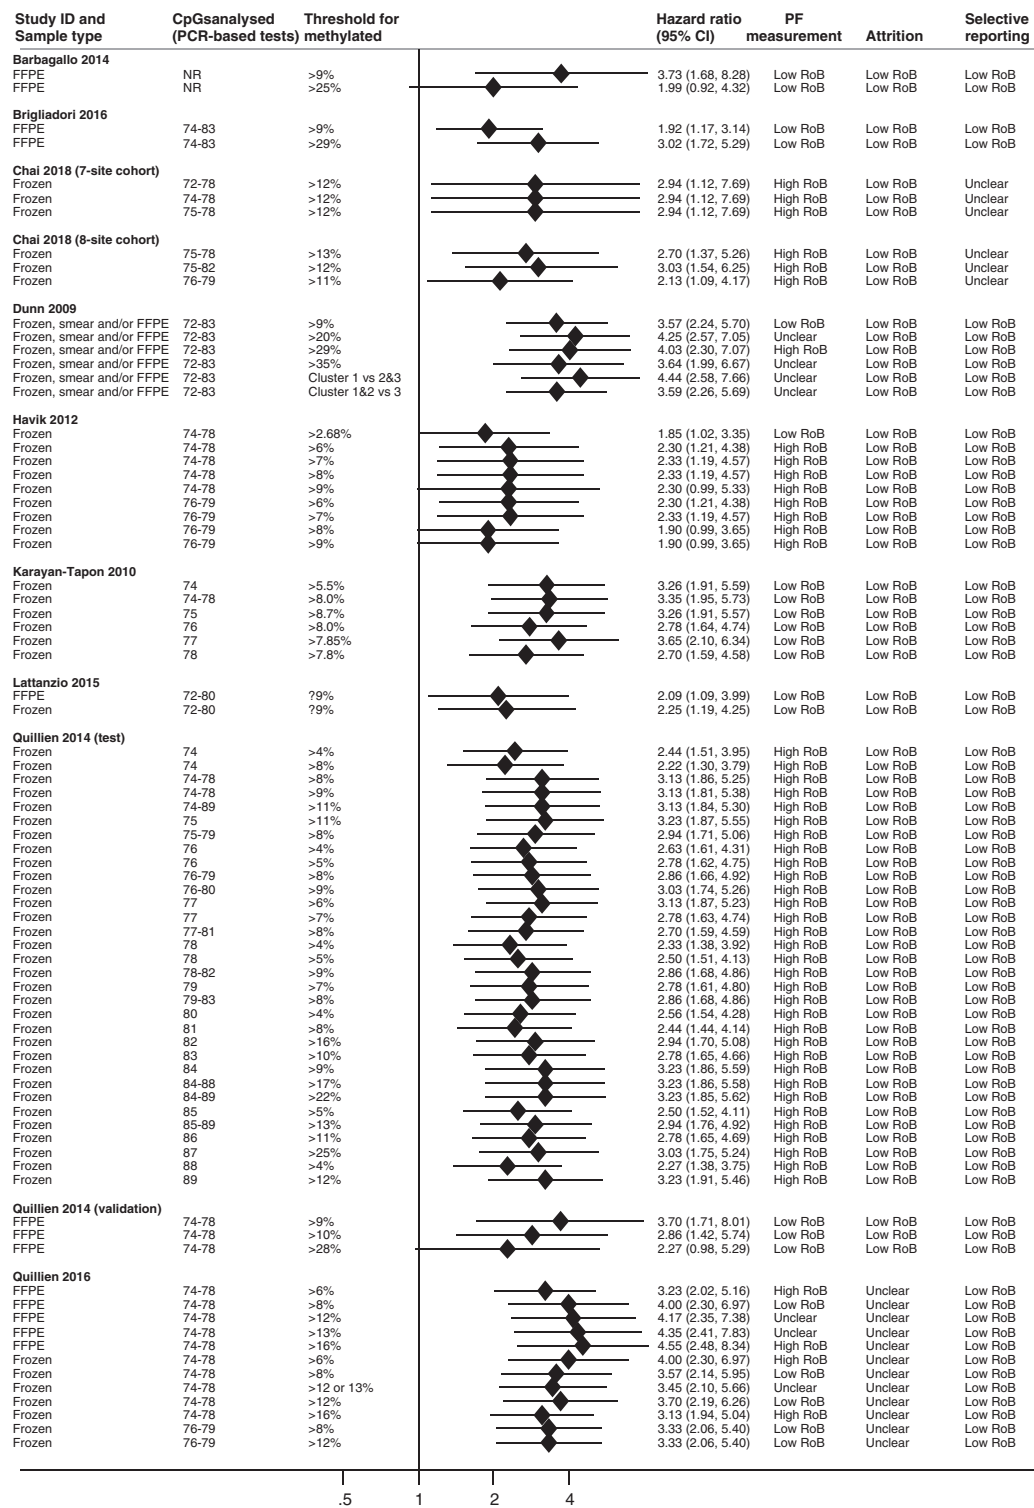 Study ID and CpGsanalysed Threshold for Hazard ratio PF Selective
Sample type (PCR-based tests) methylated (95% CI) measurement Attrition reporting
Barbagallo 2014
FFPE NR >9% 3.73 (1.68, 8.28) Low RoB Low RoB Low RoB
FFPE NR >25% 1.99 (0.92, 4.32) Low RoB Low RoB Low RoB
Brigliadori 2016
FFPE 74-83 >9% 1.92 (1.17, 3.14) Low RoB Low RoB Low RoB
FFPE 74-83 >29% 3.02 (1.72, 5.29) Low RoB Low RoB Low RoB
Chai 2018 (7-site cohort)
Frozen 72-78 >12% 2.94 (1.12, 7.69) High RoB Low RoB Unclear
Frozen 74-78 >12% 2.94 (1.12, 7.69) High RoB Low RoB Unclear
Frozen 75-78 >12% 2.94 (1.12, 7.69) High RoB Low RoB Unclear
Chai 2018 (8-site cohort)
Frozen 75-78 >13% 2.70 (1.37, 5.26) High RoB Low RoB Unclear
Frozen 75-82 >12% 3.03 (1.54, 6.25) High RoB Low RoB Unclear
Frozen 76-79 >11% 2.13 (1.09, 4.17) High RoB Low RoB Unclear
Dunn 2009
Frozen, smear and/or FFPE 72-83 >9% 3.57 (2.24, 5.70) Low RoB Low RoB Low RoB
Frozen, smear and/or FFPE 72-83 >20% 4.25 (2.57, 7.05) Unclear Low RoB Low RoB
Frozen, smear and/or FFPE 72-83 >29% 4.03 (2.30, 7.07) High RoB Low RoB Low RoB
Frozen, smear and/or FFPE 72-83 >35% 3.64 (1.99, 6.67) Unclear Low RoB Low RoB
Frozen, smear and/or FFPE 72-83 Cluster 1 vs 2&3 4.44 (2.58, 7.66) Unclear Low RoB Low RoB
Frozen, smear and/or FFPE 72-83 Cluster 1&2 vs 3 3.59 (2.26, 5.69) Unclear Low RoB Low RoB
Havik 2012
Frozen 74-78 >2.68% 1.85 (1.02, 3.35) Low RoB Low RoB Low RoB
Frozen 74-78 >6% 2.30 (1.21, 4.38) High RoB Low RoB Low RoB
Frozen 74-78 >7% 2.33 (1.19, 4.57) High RoB Low RoB Low RoB
Frozen 74-78 >8% 2.33 (1.19, 4.57) High RoB Low RoB Low RoB
Frozen 74-78 >9% 2.30 (0.99, 5.33) High RoB Low RoB Low RoB
Frozen 76-79 >6% 2.30 (1.21, 4.38) High RoB Low RoB Low RoB
Frozen 76-79 >7% 2.33 (1.19, 4.57) High RoB Low RoB Low RoB
Frozen 76-79 >8% 1.90 (0.99, 3.65) High RoB Low RoB Low RoB
Frozen 76-79 >9% 1.90 (0.99, 3.65) High RoB Low RoB Low RoB
Karayan-Tapon 2010
Frozen 74 >5.5% 3.26 (1.91, 5.59) Low RoB Low RoB Low RoB
Frozen 74-78 >8.0% 3.35 (1.95, 5.73) Low RoB Low RoB Low RoB
Frozen 75 >8.7% 3.26 (1.91, 5.57) Low RoB Low RoB Low RoB
Frozen 76 >8.0% 2.78 (1.64, 4.74) Low RoB Low RoB Low RoB
Frozen 77 >7.85% 3.65 (2.10, 6.34) Low RoB Low RoB Low RoB
Frozen 78 >7.8% 2.70 (1.59, 4.58) Low RoB Low RoB Low RoB
Lattanzio 2015
FFPE 72-80 ?9% 2.09 (1.09, 3.99) Low RoB Low RoB Low RoB
Frozen 72-80 ?9% 2.25 (1.19, 4.25) Low RoB Low RoB Low RoB
Quillien 2014 (test)
Frozen 74 >4% 2.44 (1.51, 3.95) High RoB Low RoB Low RoB
Frozen 74 >8% 2.22 (1.30, 3.79) High RoB Low RoB Low RoB
Frozen 74-78 >8% 3.13 (1.86, 5.25) High RoB Low RoB Low RoB
Frozen 74-78 >9% 3.13 (1.81, 5.38) High RoB Low RoB Low RoB
Frozen 74-89 >11% 3.13 (1.84, 5.30) High RoB Low RoB Low RoB
Frozen 75 >11% 3.23 (1.87, 5.55) High RoB Low RoB Low RoB
Frozen 75-79 >8% 2.94 (1.71, 5.06) High RoB Low RoB Low RoB
Frozen 76 >4% 2.63 (1.61, 4.31) High RoB Low RoB Low RoB
Frozen 76 >5% 2.78 (1.62, 4.75) High RoB Low RoB Low RoB
Frozen 76-79 >8% 2.86 (1.66, 4.92) High RoB Low RoB Low RoB
Frozen 76-80 >9% 3.03 (1.74, 5.26) High RoB Low RoB Low RoB
Frozen 77 >6% 3.13 (1.87, 5.23) High RoB Low RoB Low RoB
Frozen 77 >7% 2.78 (1.63, 4.74) High RoB Low RoB Low RoB
Frozen 77-81 >8% 2.70 (1.59, 4.59) High RoB Low RoB Low RoB
Frozen 78 >4% 2.33 (1.38, 3.92) High RoB Low RoB Low RoB
Frozen 78 >5% 2.50 (1.51, 4.13) High RoB Low RoB Low RoB
Frozen 78-82 >9% 2.86 (1.68, 4.86) High RoB Low RoB Low RoB
Frozen 79 >7% 2.78 (1.61, 4.80) High RoB Low RoB Low RoB
Frozen 79-83 >8% 2.86 (1.68, 4.86) High RoB Low RoB Low RoB
Frozen 80 >4% 2.56 (1.54, 4.28) High RoB Low RoB Low RoB
Frozen 81 >8% 2.44 (1.44, 4.14) High RoB Low RoB Low RoB
Frozen 82 >16% 2.94 (1.70, 5.08) High RoB Low RoB Low RoB
Frozen 83 >10% 2.78 (1.65, 4.66) High RoB Low RoB Low RoB
Frozen 84 >9% 3.23 (1.86, 5.59) High RoB Low RoB Low RoB
Frozen 84-88 >17% 3.23 (1.86, 5.58) High RoB Low RoB Low RoB
Frozen 84-89 >22% 3.23 (1.85, 5.62) High RoB Low RoB Low RoB
Frozen 85 >5% 2.50 (1.52, 4.11) High RoB Low RoB Low RoB
Frozen 85-89 >13% 2.94 (1.76, 4.92) High RoB Low RoB Low RoB
Frozen 86 >11% 2.78 (1.65, 4.69) High RoB Low RoB Low RoB
Frozen 87 >25% 3.03 (1.75, 5.24) High RoB Low RoB Low RoB
Frozen 88 >4% 2.27 (1.38, 3.75) High RoB Low RoB Low RoB
Frozen 89 >12% 3.23 (1.91, 5.46) High RoB Low RoB Low RoB
Quillien 2014 (validation)
FFPE 74-78 >9% 3.70 (1.71, 8.01) Low RoB Low RoB Low RoB
FFPE 74-78 >10% 2.86 (1.42, 5.74) Low RoB Low RoB Low RoB
FFPE 74-78 >28% 2.27 (0.98, 5.29) Low RoB Low RoB Low RoB
Quillien 2016
FFPE 74-78 >6% 3.23 (2.02, 5.16) High RoB Unclear Low RoB
FFPE 74-78 >8% 4.00 (2.30, 6.97) Low RoB Unclear Low RoB
FFPE 74-78 >12% 4.17 (2.35, 7.38) Unclear Unclear Low RoB
FFPE 74-78 >13% 4.35 (2.41, 7.83) Unclear Unclear Low RoB
FFPE 74-78 >16% 4.55 (2.48, 8.34) High RoB Unclear Low RoB
Frozen 74-78 >6% 4.00 (2.30, 6.97) High RoB Unclear Low RoB
Frozen 74-78 >8% 3.57 (2.14, 5.95) Low RoB Unclear Low RoB
Frozen 74-78 >12 or 13% 3.45 (2.10, 5.66) Unclear Unclear Low RoB
Frozen 74-78 >12% 3.70 (2.19, 6.26) Low RoB Unclear Low RoB
Frozen 74-78 >16% 3.13 (1.94, 5.04) High RoB Unclear Low RoB
Frozen 76-79 >8% 3.33 (2.06, 5.40) Low RoB Unclear Low RoB
Frozen 76-79 >12% 3.33 (2.06, 5.40) Low RoB Unclear Low RoB
.5 1 2 4